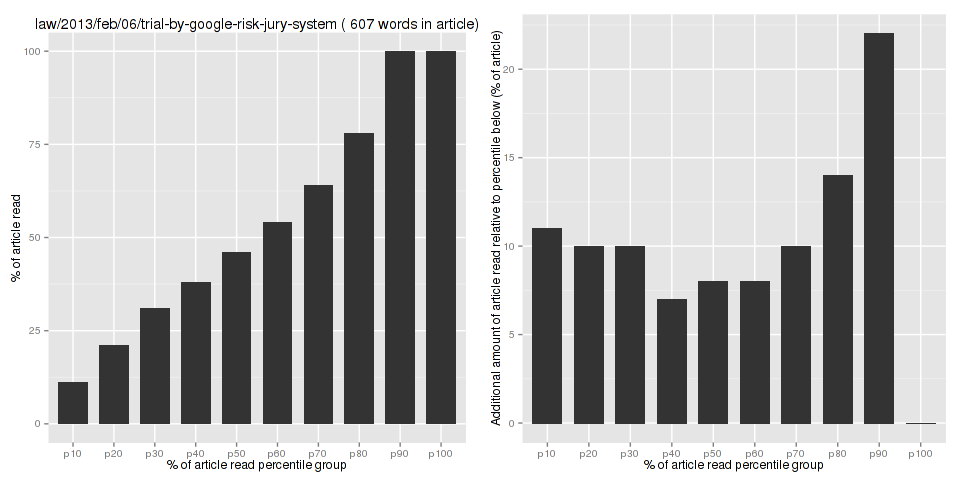 law/2013/feb/06/trial-by-google-risk-jury-system ( 607 words in article)
% of article read
100
75
50
25
0
p10 p20 p30 p40 p50 p60 p70 p80 p90 p100
% of article read percentile group
Additional amount of article read relative to percentile below (% of article)
20
15
10
5
0
p10 p20 p30 p40 p50 p60 p70 p80 p90 p100
% of article read percentile group